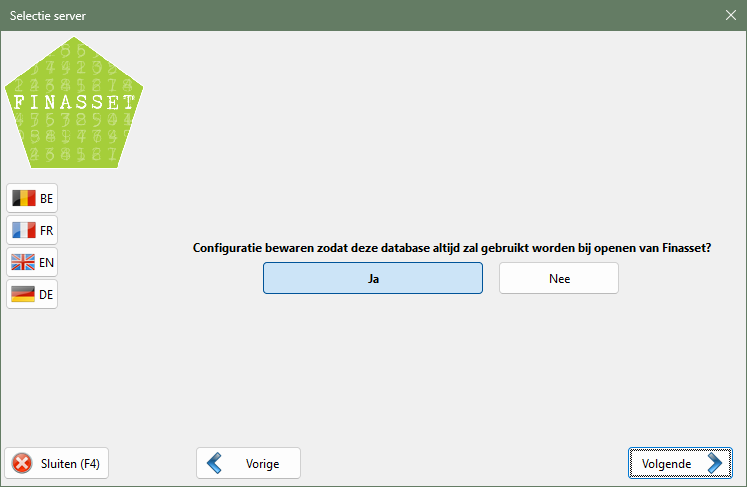 Selectie server
FINASSET
BE
FR
EN
DE
Configuratie bewaren zodat deze database altijd zal gebruikt worden bij openen van Finasset?
Ja
Nee
Sluiten (F4)
Vorige
Volgende